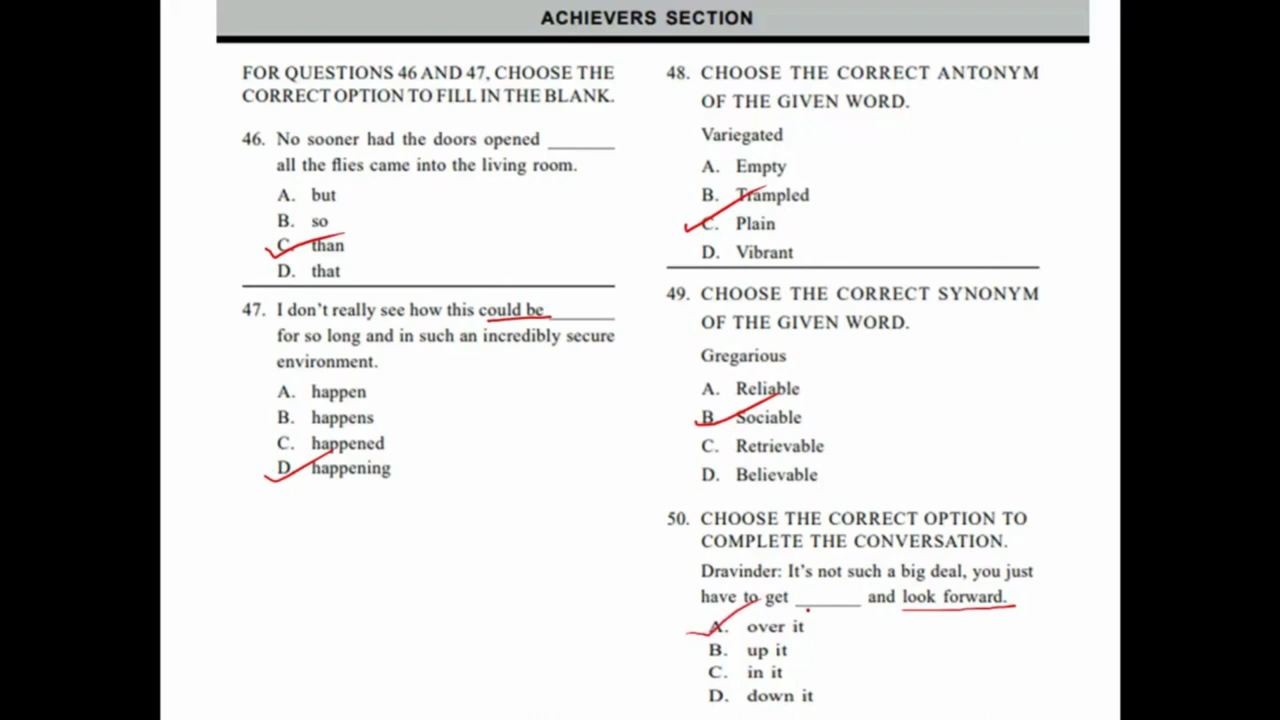 ACHIEVERS SECTION
FOR QUESTIONS 46 AND 47, CHOOSE THE
CORRECT OPTION TO FILL IN THE BLANK.
46. No sooner had the doors opened _______
all the flies came into the living room.
A. but
B. so
C. than
D. that
47. I don't really see how this could be _______
for so long and in such an incredibly secure
environment.
A. happen
B. happens
C. happened
D. happening
48. CHOOSE THE CORRECT ANTONYM
OF THE GIVEN WORD.
Variegated
A. Empty
B. Trampled
C. Plain
D. Vibrant
49. CHOOSE THE CORRECT SYNONYM
OF THE GIVEN WORD.
Gregarious
A. Reliable
B. Sociable
C. Retrievable
D. Believable
50. CHOOSE THE CORRECT OPTION TO
COMPLETE THE CONVERSATION.
Dravinder: It's not such a big deal, you just
have to get _______ and look forward.
A. over it
B. up it
C. in it
D. down it